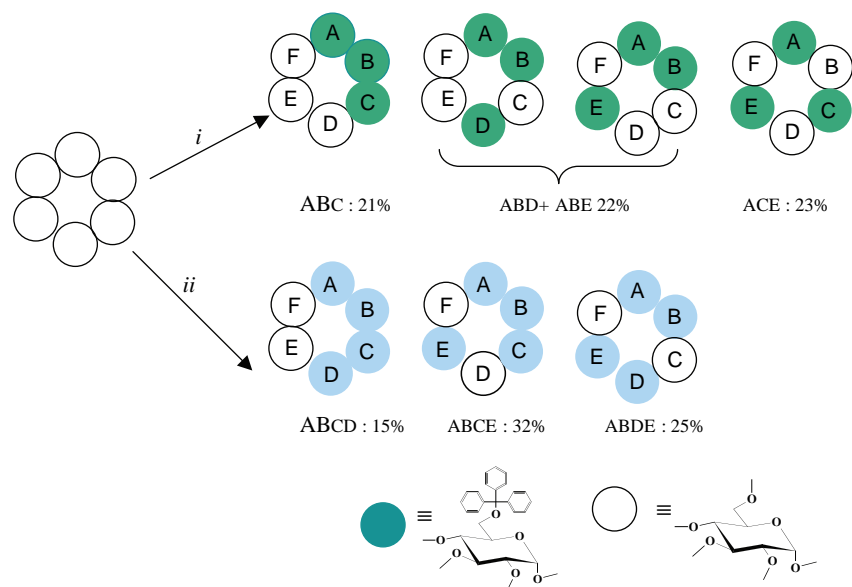 A
F B
E C
D
A
F B
E C
D
A
F B
E C
D
A
F B
E C
D
i
ABC : 21%
ABD+ ABE 22%
ACE : 23%
ii
A
F B
E C
D
A
F B
E C
D
A
F B
E C
D
ABCD : 15%
ABCE : 32%
ABDE : 25%
≡
O
O
O
O
O
O
≡
O
O
O
O
O
O